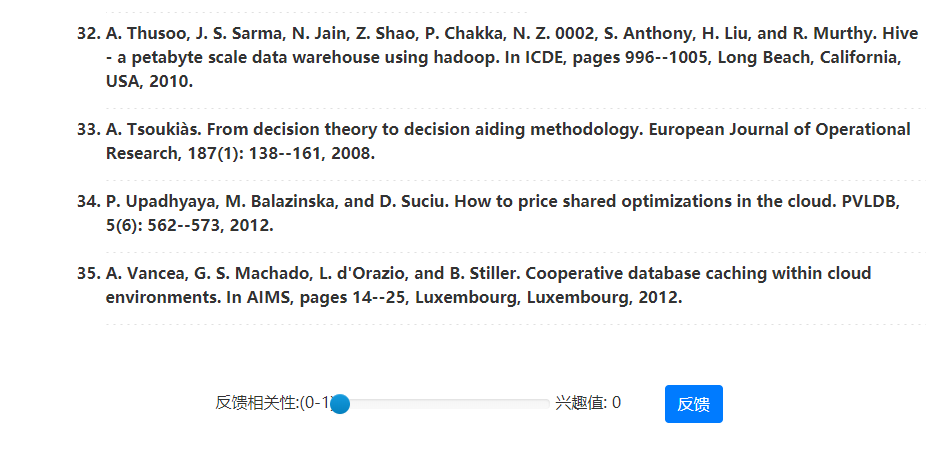 32. A. Thusoo, J. S. Sarma, N. Jain, Z. Shao, P. Chakka, N. Z. 0002, S. Anthony, H. Liu, and R. Murthy. Hive
- a petabyte scale data warehouse using hadoop. In ICDE, pages 996--1005, Long Beach, California,
USA, 2010.
33. A. Tsoukiàs. From decision theory to decision aiding methodology. European Journal of Operational
Research, 187(1): 138--161, 2008.
34. P. Upadhyaya, M. Balazinska, and D. Suciu. How to price shared optimizations in the cloud. PVLDB,
5(6): 562--573, 2012.
35. A. Vancea, G. S. Machado, L. d'Orazio, and B. Stiller. Cooperative database caching within cloud
environments. In AIMS, pages 14--25, Luxembourg, Luxembourg, 2012.
反馈相关性:(0-1) 兴趣值: 0 反馈